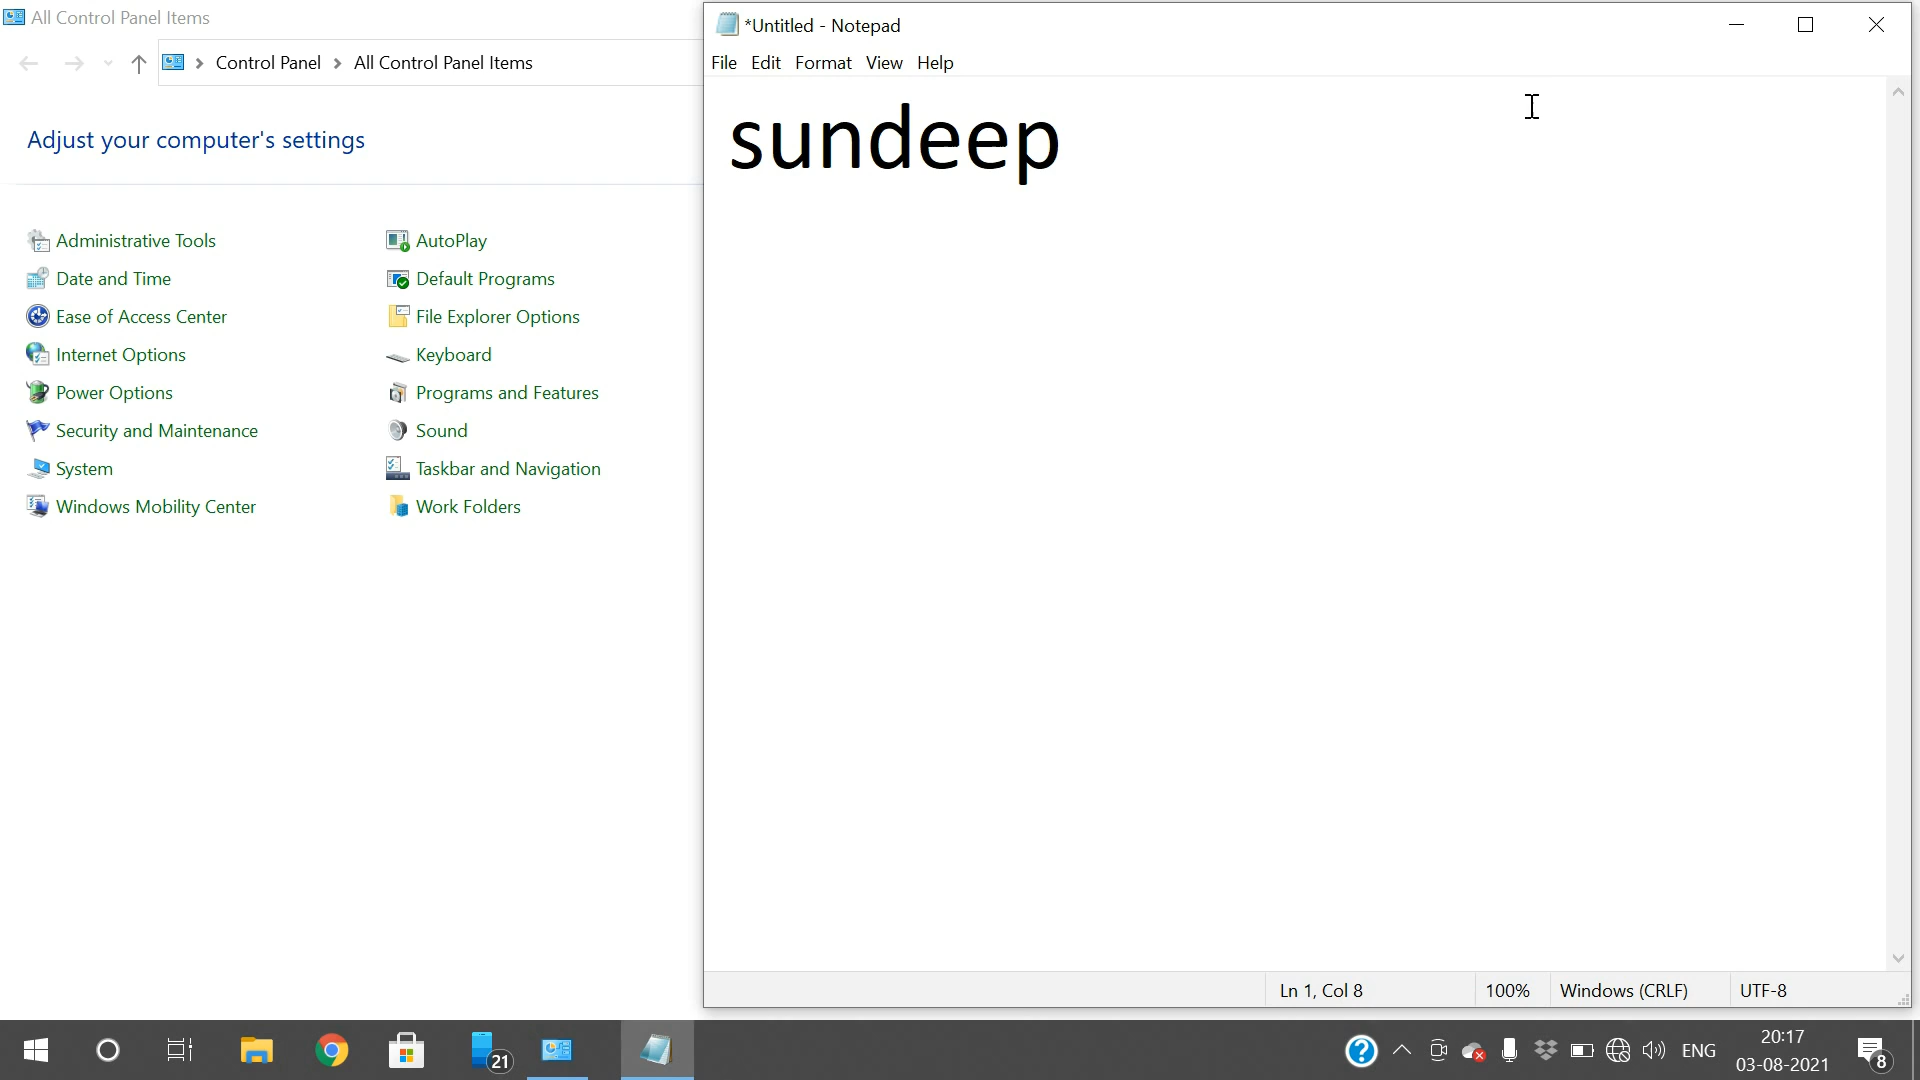 All Control Panel Items
Control Panel > All Control Panel Items
Adjust your computer's settings
Administrative Tools
AutoPlay
Date and Time
Default Programs
Ease of Access Center
File Explorer Options
Internet Options
Keyboard
Power Options
Programs and Features
Security and Maintenance
Sound
System
Taskbar and Navigation
Windows Mobility Center
Work Folders
*Untitled - Notepad
File Edit Format View Help
sundeep
Ln 1, Col 8
100%
Windows (CRLF)
UTF-8
21
ENG
20:17
03-08-2021
8